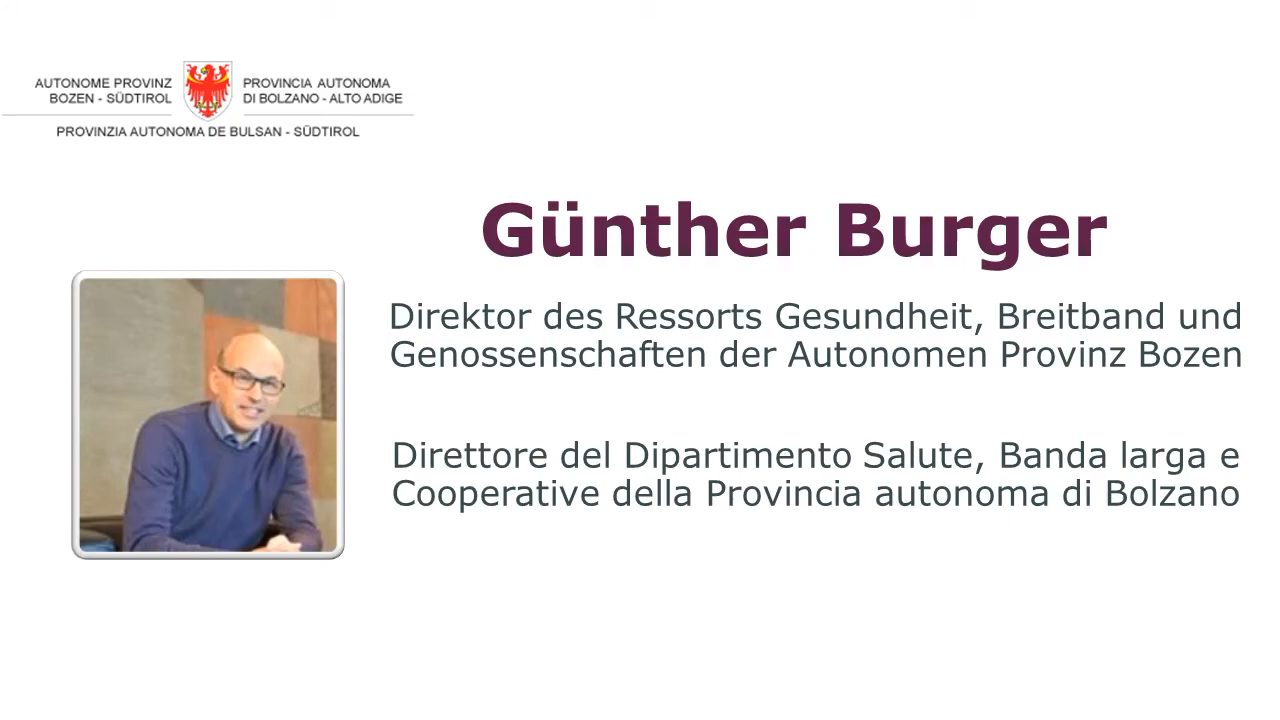 AUTONOME PROVINZ
BOZEN - SÜDTIROL
PROVINCIA AUTONOMA
DI BOLZANO - ALTO ADIGE
PROVINZIA AUTONOMA DE BULSAN - SÜDTIROL
Günther Burger
Direktor des Ressorts Gesundheit, Breitband und
Genossenschaften der Autonomen Provinz Bozen
Direttore del Dipartimento Salute, Banda larga e
Cooperative della Provincia autonoma di Bolzano